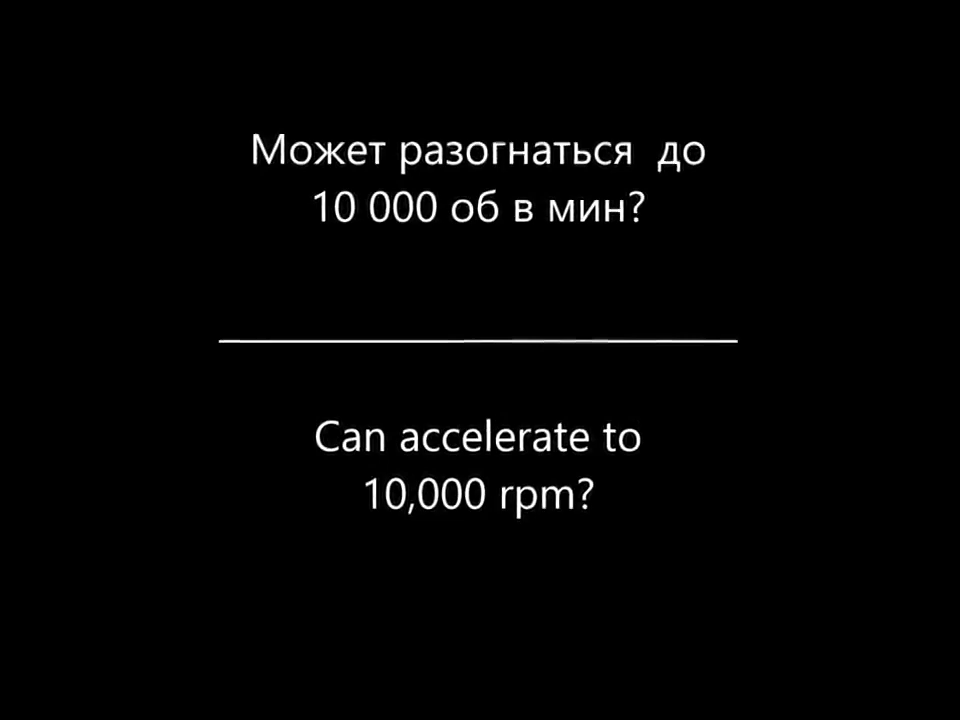 Может разогнаться до
10 000 об в мин?
Can accelerate to
10,000 rpm?